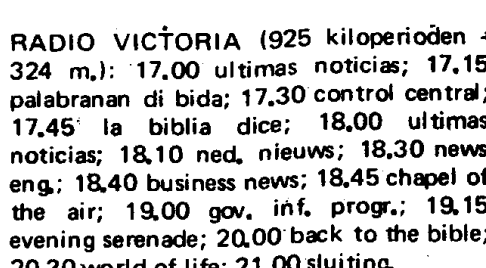 RADIO VICTORIA (925 kiloperioden -
324 m.): 17.00 ultimas noticias; 17.15
palabranan di bida; 17.30 control central;
17.45 la biblia dice; 18.00 ultimas
noticias; 18.10 ned. nieuws; 18.30 news
eng.; 18.40 business news; 18.45 chapel of
the air; 19.00 gov. inf. progr.; 19.15
evening serenade; 20.00 back to the bible;
20.30 world of life; 21.00 sluiting.